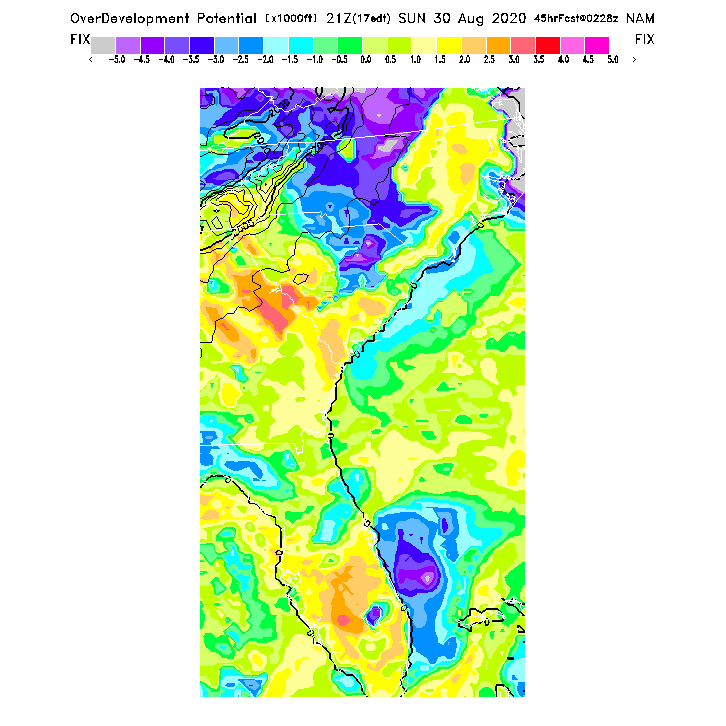 OverDevelopment Potential [x1000ft] 21Z(17edt) SUN 30 Aug 2020 45hrFcst@0228z NAM
FIX FIX
< -5.0 -4.5 -4.0 -3.5 -3.0 -2.5 -2.0 -1.5 -1.0 -0.5 0.0 0.5 1.0 1.5 2.0 2.5 3.0 3.5 4.0 4.5 5.0 >